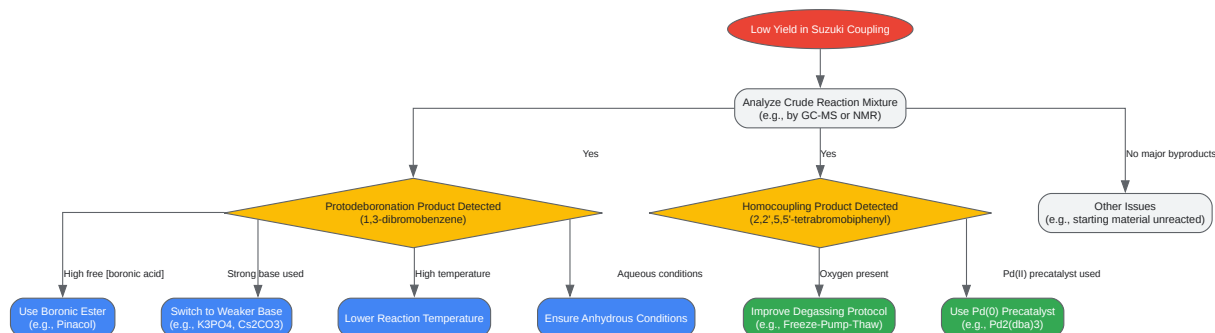 Low Yield in Suzuki Coupling
Analyze Crude Reaction Mixture
(e.g., by GC-MS or NMR)
Yes
Yes
No major byproducts
Protodeboronation Product Detected
(1,3-dibromobenzene)
Homocoupling Product Detected
(2,2',5,5'-tetrabromobiphenyl)
Other Issues
(e.g., starting material unreacted)
High free [boronic acid]
Strong base used
High temperature
Aqueous conditions
Oxygen present
Pd(II) precatalyst used
Use Boronic Ester
(e.g., Pinacol)
Switch to Weaker Base
(e.g., K3PO4, Cs2CO3)
Lower Reaction Temperature
Ensure Anhydrous Conditions
Improve Degassing Protocol
(e.g., Freeze-Pump-Thaw)
Use Pd(0) Precatalyst
(e.g., Pd2(dba)3)